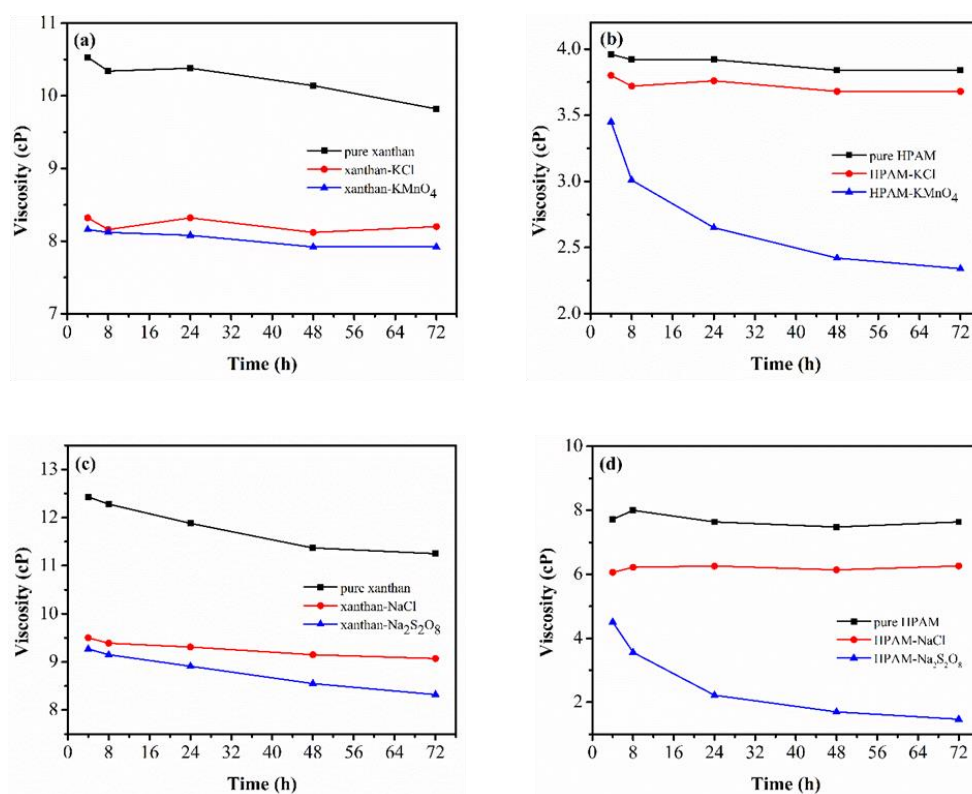 (a)
11
10
9
8
7
Viscosity (cP)
pure xanthan
xanthan-KCl
xanthan-KMnO₄
0 8 16 24 32 40 48 56 64 72
Time (h)
(b)
4.0
3.5
3.0
2.5
2.0
Viscosity (cP)
pure HPAM
HPAM-KCl
HPAM-KMnO₄
0 8 16 24 32 40 48 56 64 72
Time (h)
(c)
13
12
11
10
9
8
Viscosity (cP)
pure xanthan
xanthan-NaCl
xanthan-Na₂S₂O₈
0 8 16 24 32 40 48 56 64 72
Time (h)
(d)
10
8
6
4
2
Viscosity (cP)
pure HPAM
HPAM-NaCl
HPAM-Na₂S₂O₈
0 8 16 24 32 40 48 56 64 72
Time (h)